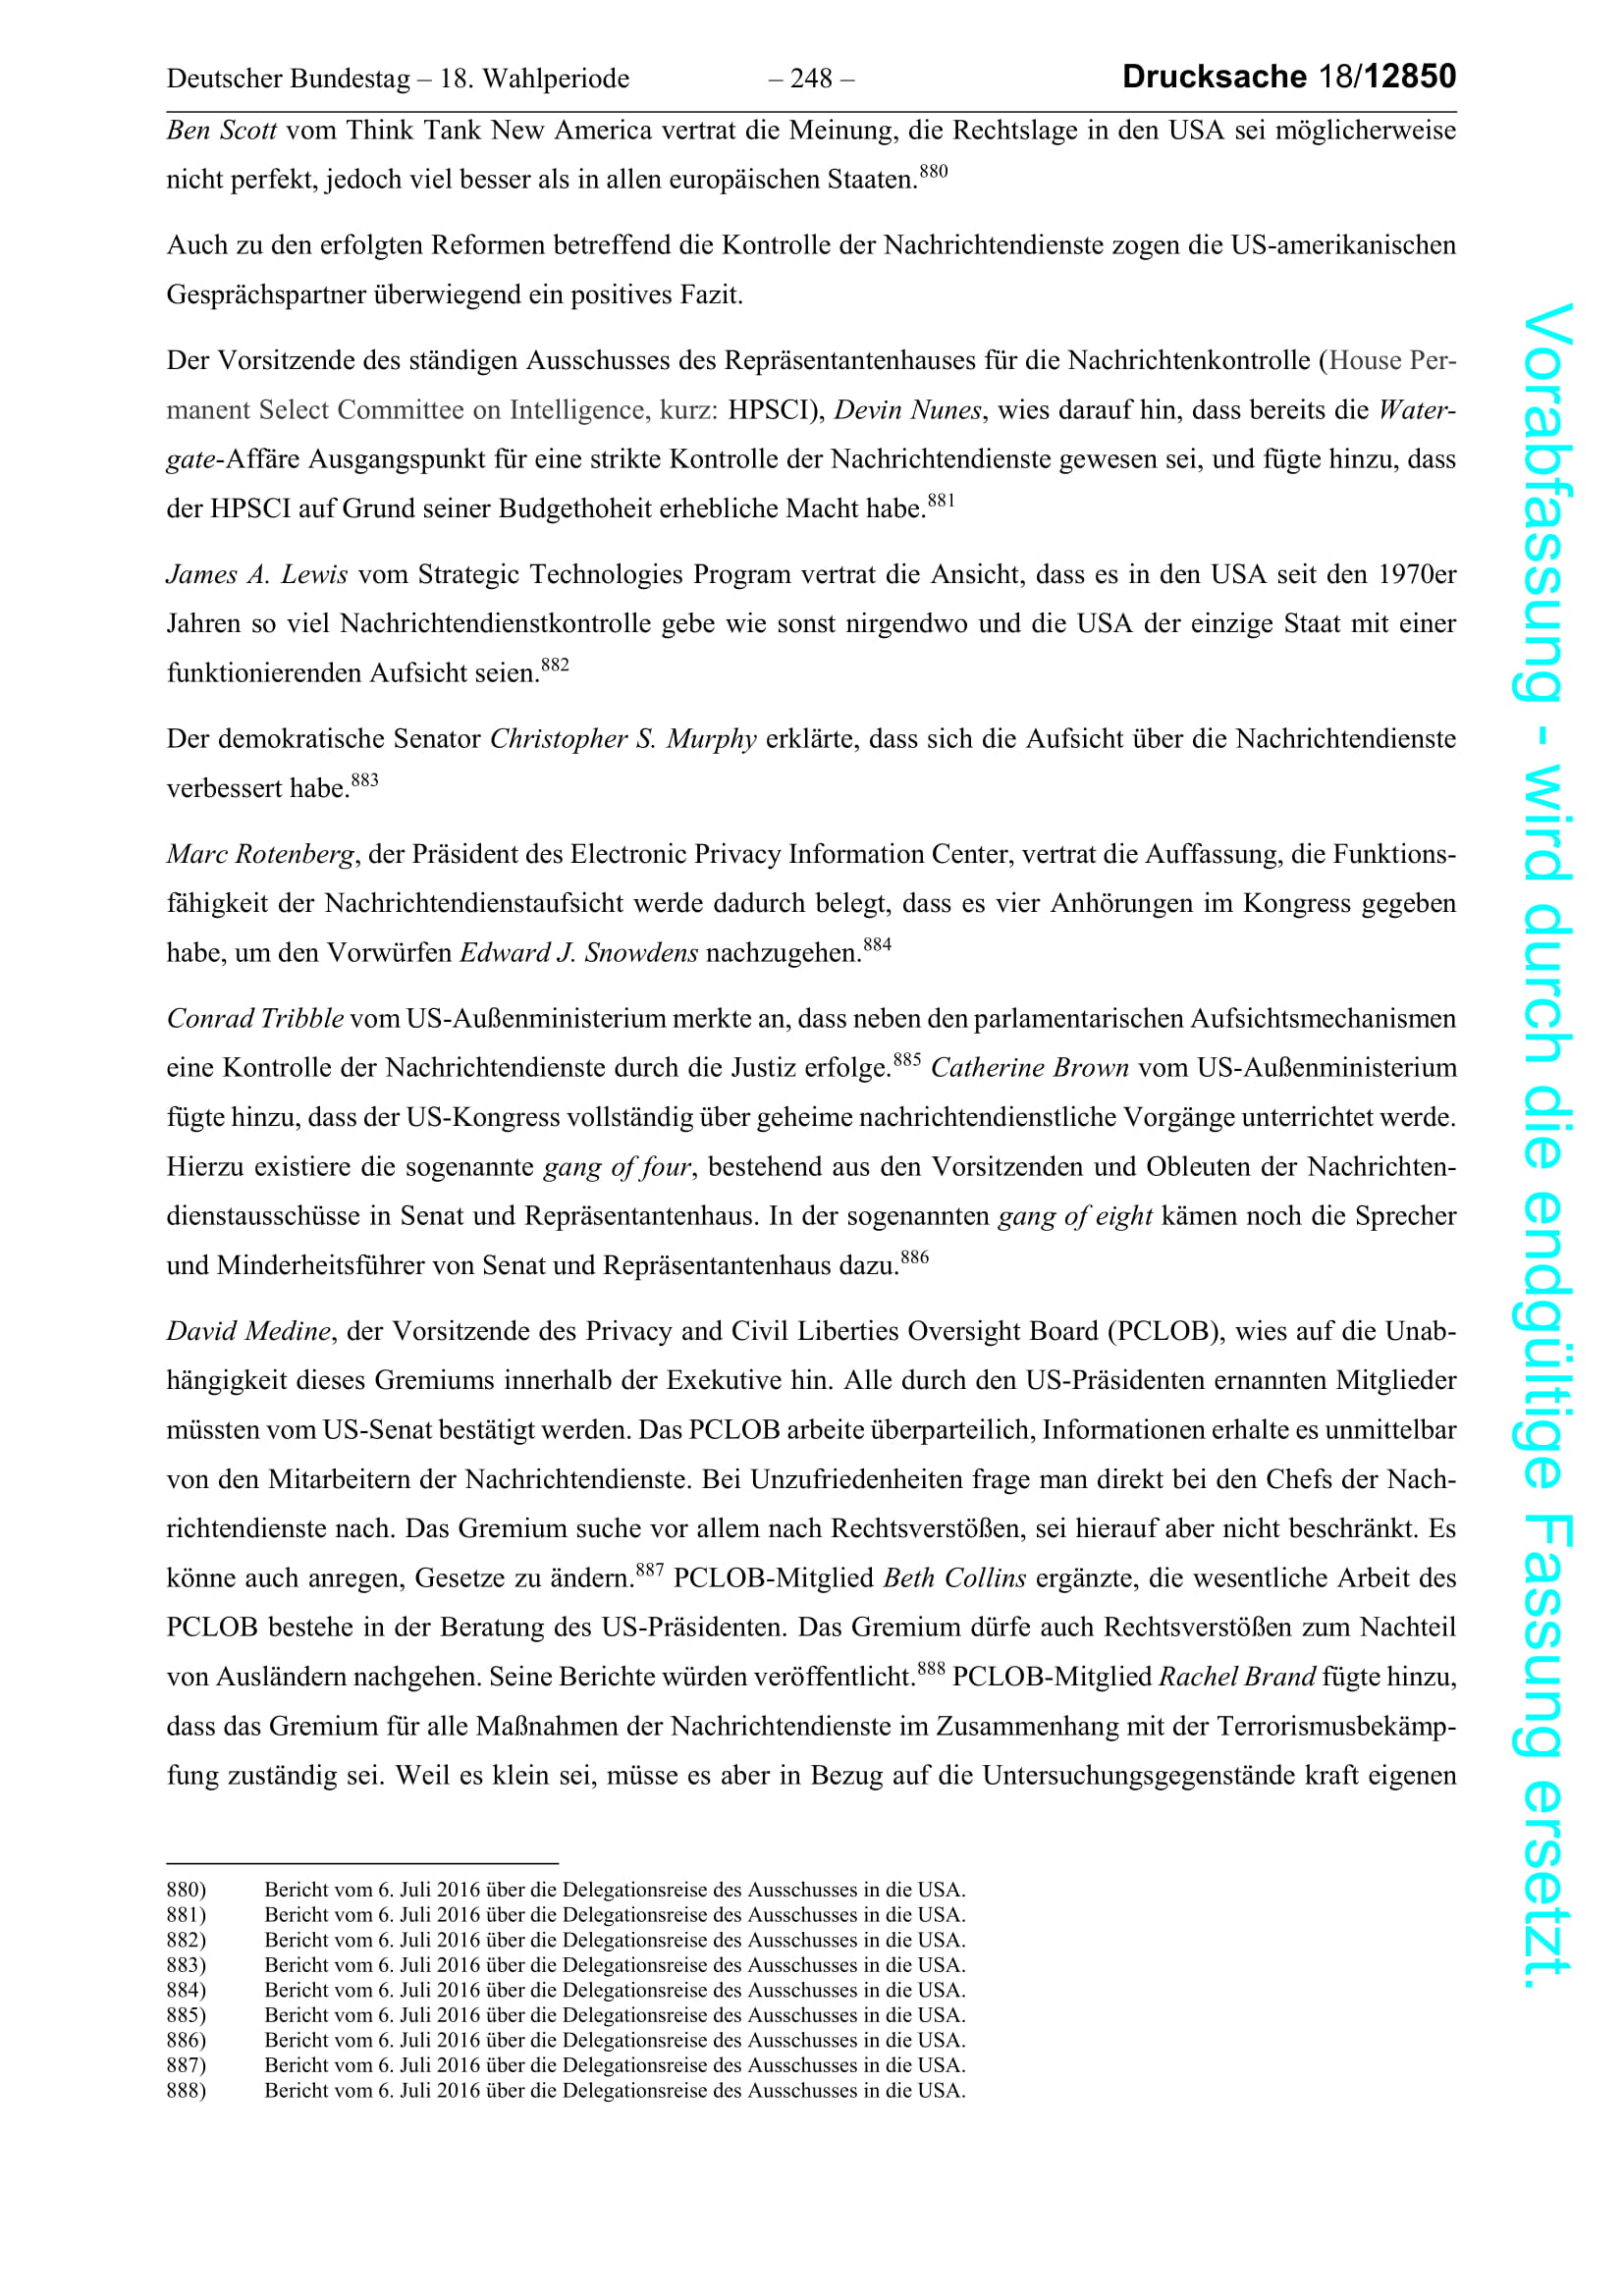 Deutscher Bundestag – 18. Wahlperiode – 248 – Drucksache 18/12850
Ben Scott vom Think Tank New America vertrat die Meinung, die Rechtslage in den USA sei möglicherweise
nicht perfekt, jedoch viel besser als in allen europäischen Staaten.880
Auch zu den erfolgten Reformen betreffend die Kontrolle der Nachrichtendienste zogen die US-amerikanischen
Gesprächspartner überwiegend ein positives Fazit.
Der Vorsitzende des ständigen Ausschusses des Repräsentantenhauses für die Nachrichtenkontrolle (House Per-
manent Select Committee on Intelligence, kurz: HPSCI), Devin Nunes, wies darauf hin, dass bereits die Water-
gate-Affäre Ausgangspunkt für eine strikte Kontrolle der Nachrichtendienste gewesen sei, und fügte hinzu, dass
der HPSCI auf Grund seiner Budgethoheit erhebliche Macht habe.881
James A. Lewis vom Strategic Technologies Program vertrat die Ansicht, dass es in den USA seit den 1970er
Jahren so viel Nachrichtendienstkontrolle gebe wie sonst nirgendwo und die USA der einzige Staat mit einer
funktionierenden Aufsicht seien.882
Der demokratische Senator Christopher S. Murphy erklärte, dass sich die Aufsicht über die Nachrichtendienste
verbessert habe.883
Marc Rotenberg, der Präsident des Electronic Privacy Information Center, vertrat die Auffassung, die Funktions-
fähigkeit der Nachrichtendienstaufsicht werde dadurch belegt, dass es vier Anhörungen im Kongress gegeben
habe, um den Vorwürfen Edward J. Snowdens nachzugehen.884
Conrad Tribble vom US-Außenministerium merkte an, dass neben den parlamentarischen Aufsichtsmechanismen
eine Kontrolle der Nachrichtendienste durch die Justiz erfolge.885 Catherine Brown vom US-Außenministerium
fügte hinzu, dass der US-Kongress vollständig über geheime nachrichtendienstliche Vorgänge unterrichtet werde.
Hierzu existiere die sogenannte gang of four, bestehend aus den Vorsitzenden und Obleuten der Nachrichten-
dienstausschüsse in Senat und Repräsentantenhaus. In der sogenannten gang of eight kämen noch die Sprecher
und Minderheitsführer von Senat und Repräsentantenhaus dazu.886
David Medine, der Vorsitzende des Privacy and Civil Liberties Oversight Board (PCLOB), wies auf die Unab-
hängigkeit dieses Gremiums innerhalb der Exekutive hin. Alle durch den US-Präsidenten ernannten Mitglieder
müssten vom US-Senat bestätigt werden. Das PCLOB arbeite überparteilich, Informationen erhalte es unmittelbar
von den Mitarbeitern der Nachrichtendienste. Bei Unzufriedenheiten frage man direkt bei den Chefs der Nach-
richtendienste nach. Das Gremium suche vor allem nach Rechtsverstößen, sei hierauf aber nicht beschränkt. Es
könne auch anregen, Gesetze zu ändern.887 PCLOB-Mitglied Beth Collins ergänzte, die wesentliche Arbeit des
PCLOB bestehe in der Beratung des US-Präsidenten. Das Gremium dürfe auch Rechtsverstößen zum Nachteil
von Ausländern nachgehen. Seine Berichte würden veröffentlicht.888 PCLOB-Mitglied Rachel Brand fügte hinzu,
dass das Gremium für alle Maßnahmen der Nachrichtendienste im Zusammenhang mit der Terrorismusbekämp-
fung zuständig sei. Weil es klein sei, müsse es aber in Bezug auf die Untersuchungsgegenstände kraft eigenen
880) Bericht vom 6. Juli 2016 über die Delegationsreise des Ausschusses in die USA.
881) Bericht vom 6. Juli 2016 über die Delegationsreise des Ausschusses in die USA.
882) Bericht vom 6. Juli 2016 über die Delegationsreise des Ausschusses in die USA.
883) Bericht vom 6. Juli 2016 über die Delegationsreise des Ausschusses in die USA.
884) Bericht vom 6. Juli 2016 über die Delegationsreise des Ausschusses in die USA.
885) Bericht vom 6. Juli 2016 über die Delegationsreise des Ausschusses in die USA.
886) Bericht vom 6. Juli 2016 über die Delegationsreise des Ausschusses in die USA.
887) Bericht vom 6. Juli 2016 über die Delegationsreise des Ausschusses in die USA.
888) Bericht vom 6. Juli 2016 über die Delegationsreise des Ausschusses in die USA.
Vorabfassung - wird durch die endgültige Fassung ersetzt.